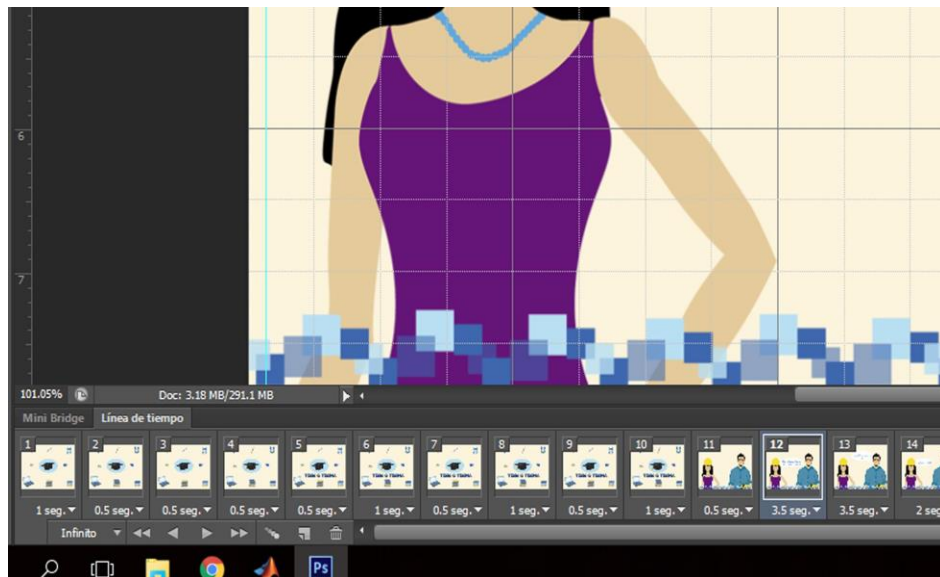 6
7
101.05% Doc: 3.18 MB/291.1 MB
Mini Bridge Línea de tiempo
1 2 3 4 5 6 7 8 9 10 11 12 13 14
1 seg. 0.5 seg. 0.5 seg. 0.5 seg. 0.5 seg. 1 seg. 0.5 seg. 1 seg. 0.5 seg. 1 seg. 0.5 seg. 3.5 seg. 3.5 seg. 2 seg
Infinito
Ps